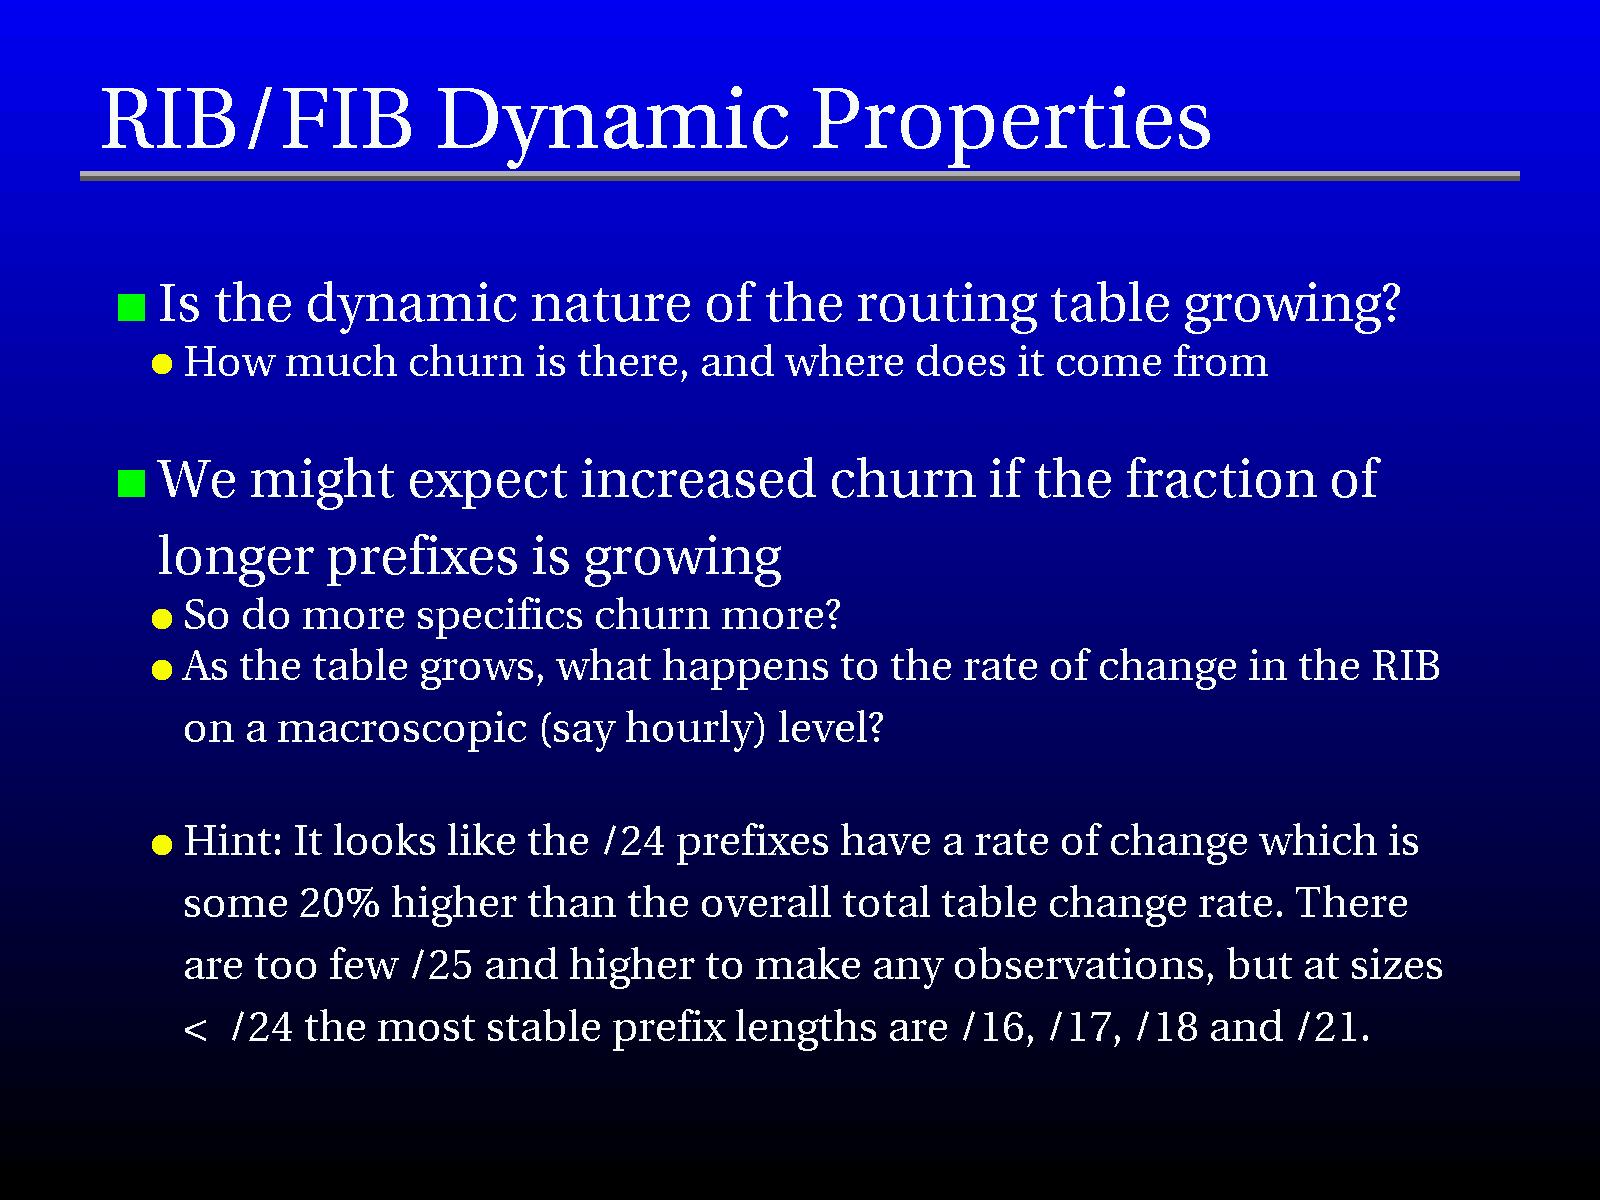 RIB/FIB Dynamic Properties
Is the dynamic nature of the routing table growing?
How much churn is there, and where does it come from
We might expect increased churn if the fraction of
longer prefixes is growing
So do more specifics churn more?
As the table grows, what happens to the rate of change in the RIB
on a macroscopic (say hourly) level?
Hint: It looks like the /24 prefixes have a rate of change which is
some 20% higher than the overall total table change rate. There
are too few /25 and higher to make any observations, but at sizes
< /24 the most stable prefix lengths are /16, /17, /18 and /21.